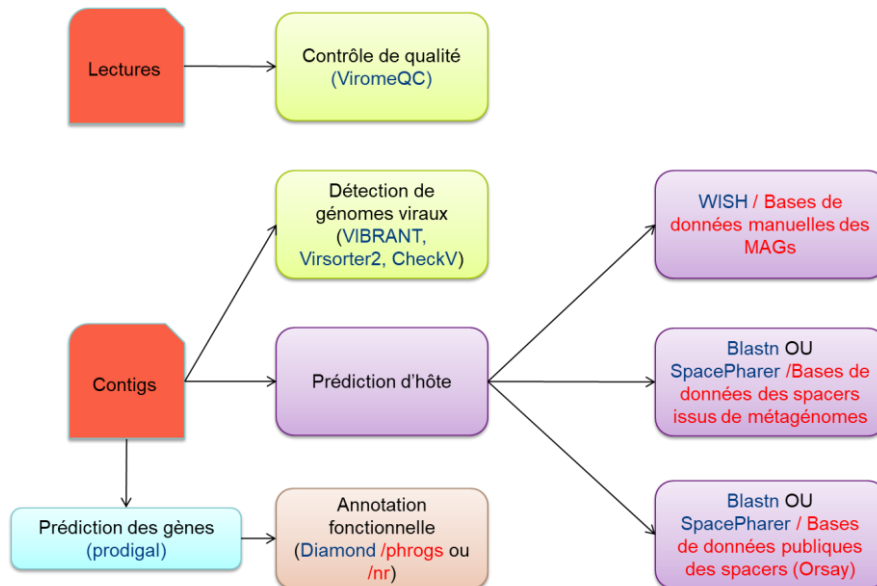 Lectures
Contrôle de qualité
(ViromeQC)
Détection de
génomes viraux
(VIBRANT,
Virsorter2, CheckV)
WISH / Bases de
données manuelles des
MAGs
Contigs
Prédiction d'hôte
Blastn OU
SpacePharer /Bases de
données des spacers
issus de métagénomes
Prédiction des gènes
(prodigal)
Annotation
fonctionnelle
(Diamond /phrogs ou
/nr)
Blastn OU
SpacePharer / Bases
de données publiques
des spacers (Orsay)